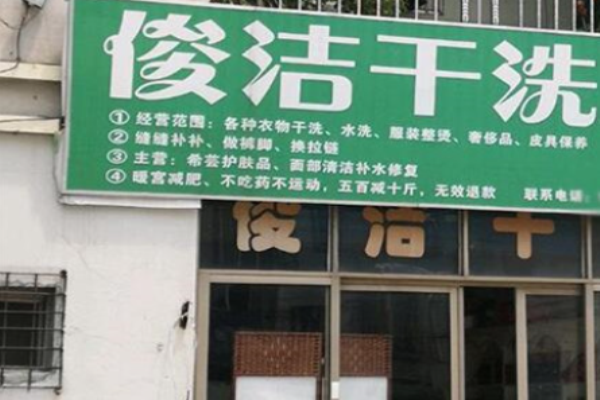 俊洁干洗
①经营范围：各种衣物干洗、水洗、服装整烫、奢侈品、皮具保养
②缝缝补补、做裤脚、换拉链
③主营：希芸护肤品、面部清洁补水修复
④暖宫减肥、不吃药不运动，五百减十斤，无效退款 联系电话：
俊洁干